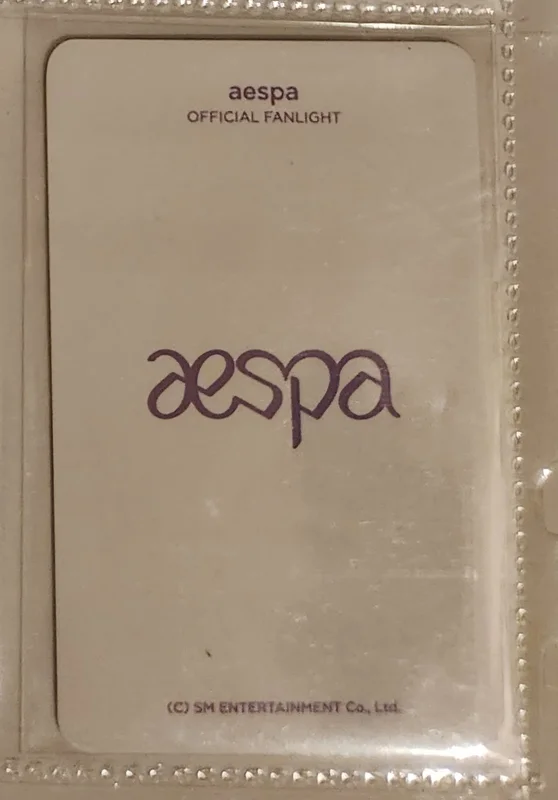 aespa
OFFICIAL FANLIGHT
aespa
(C) SM ENTERTAINMENT Co., Ltd.